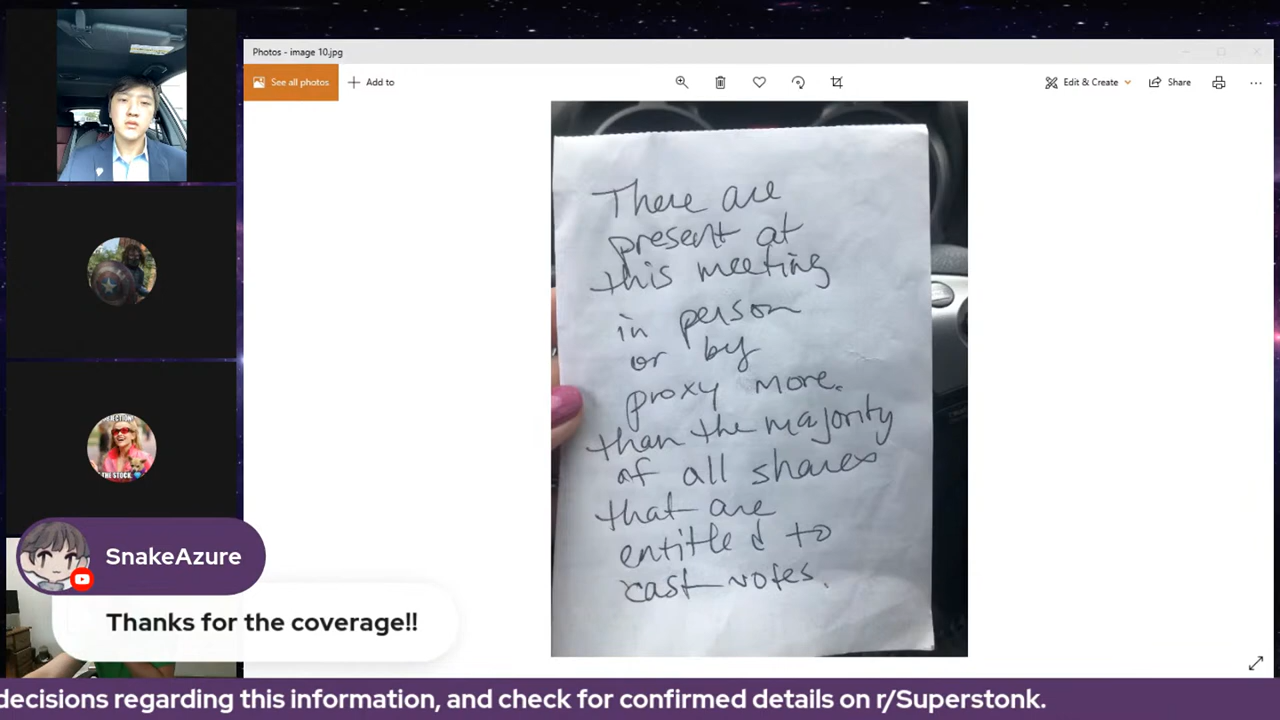 Photos - image 10.jpg
See all photos
Add to
Edit & Create
Share
There are
present at
this meeting
in person
or by
proxy more.
than the majority
of all shares
that are
entitled to
cast votes.
THE STOCK
SnakeAzure
Thanks for the coverage!!
decisions regarding this information, and check for confirmed details on r/Superstonk.